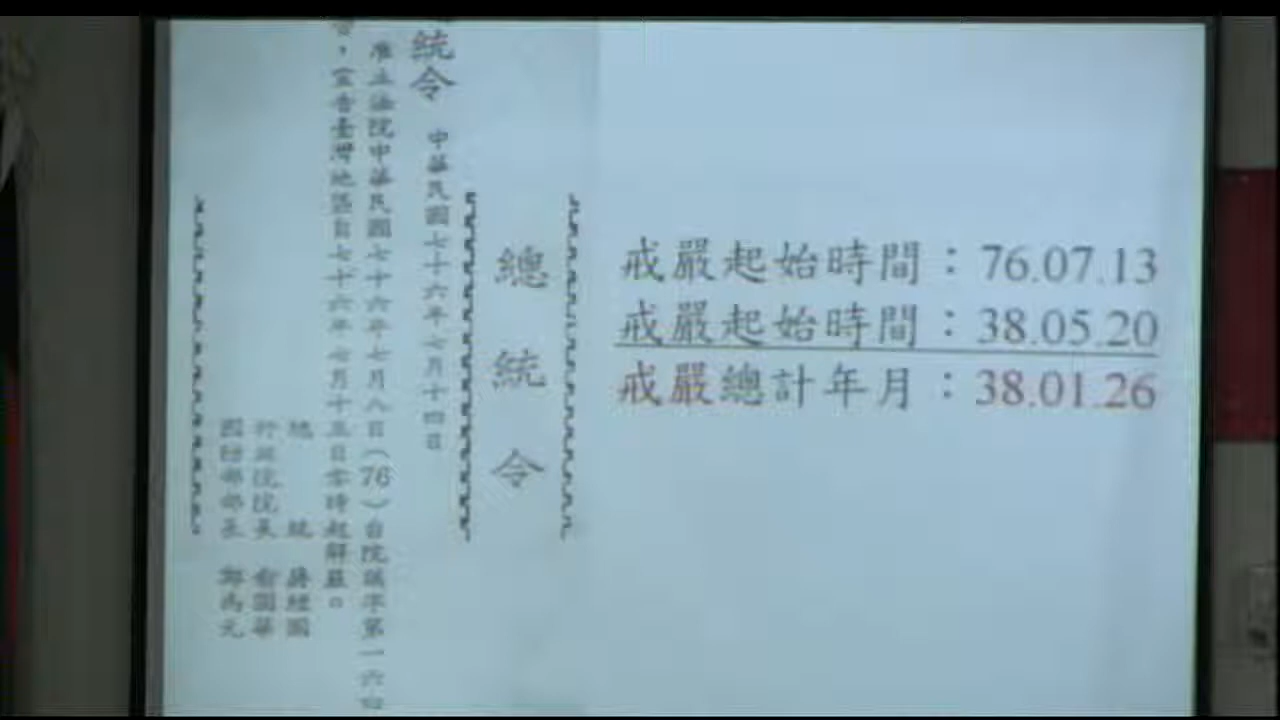 總統令
統令
中華民國七十六年七月十四日
准立法院中華民國七十六年七月八日（76）台院議字第一六
，宣告臺灣地區自七十六年七月十五日零時起解嚴。
總統 蔣經國
行政院院長 俞國華
國防部部長 鄭為元
戒嚴起始時間：76.07.13
戒嚴起始時間：38.05.20
戒嚴總計年月：38.01.26